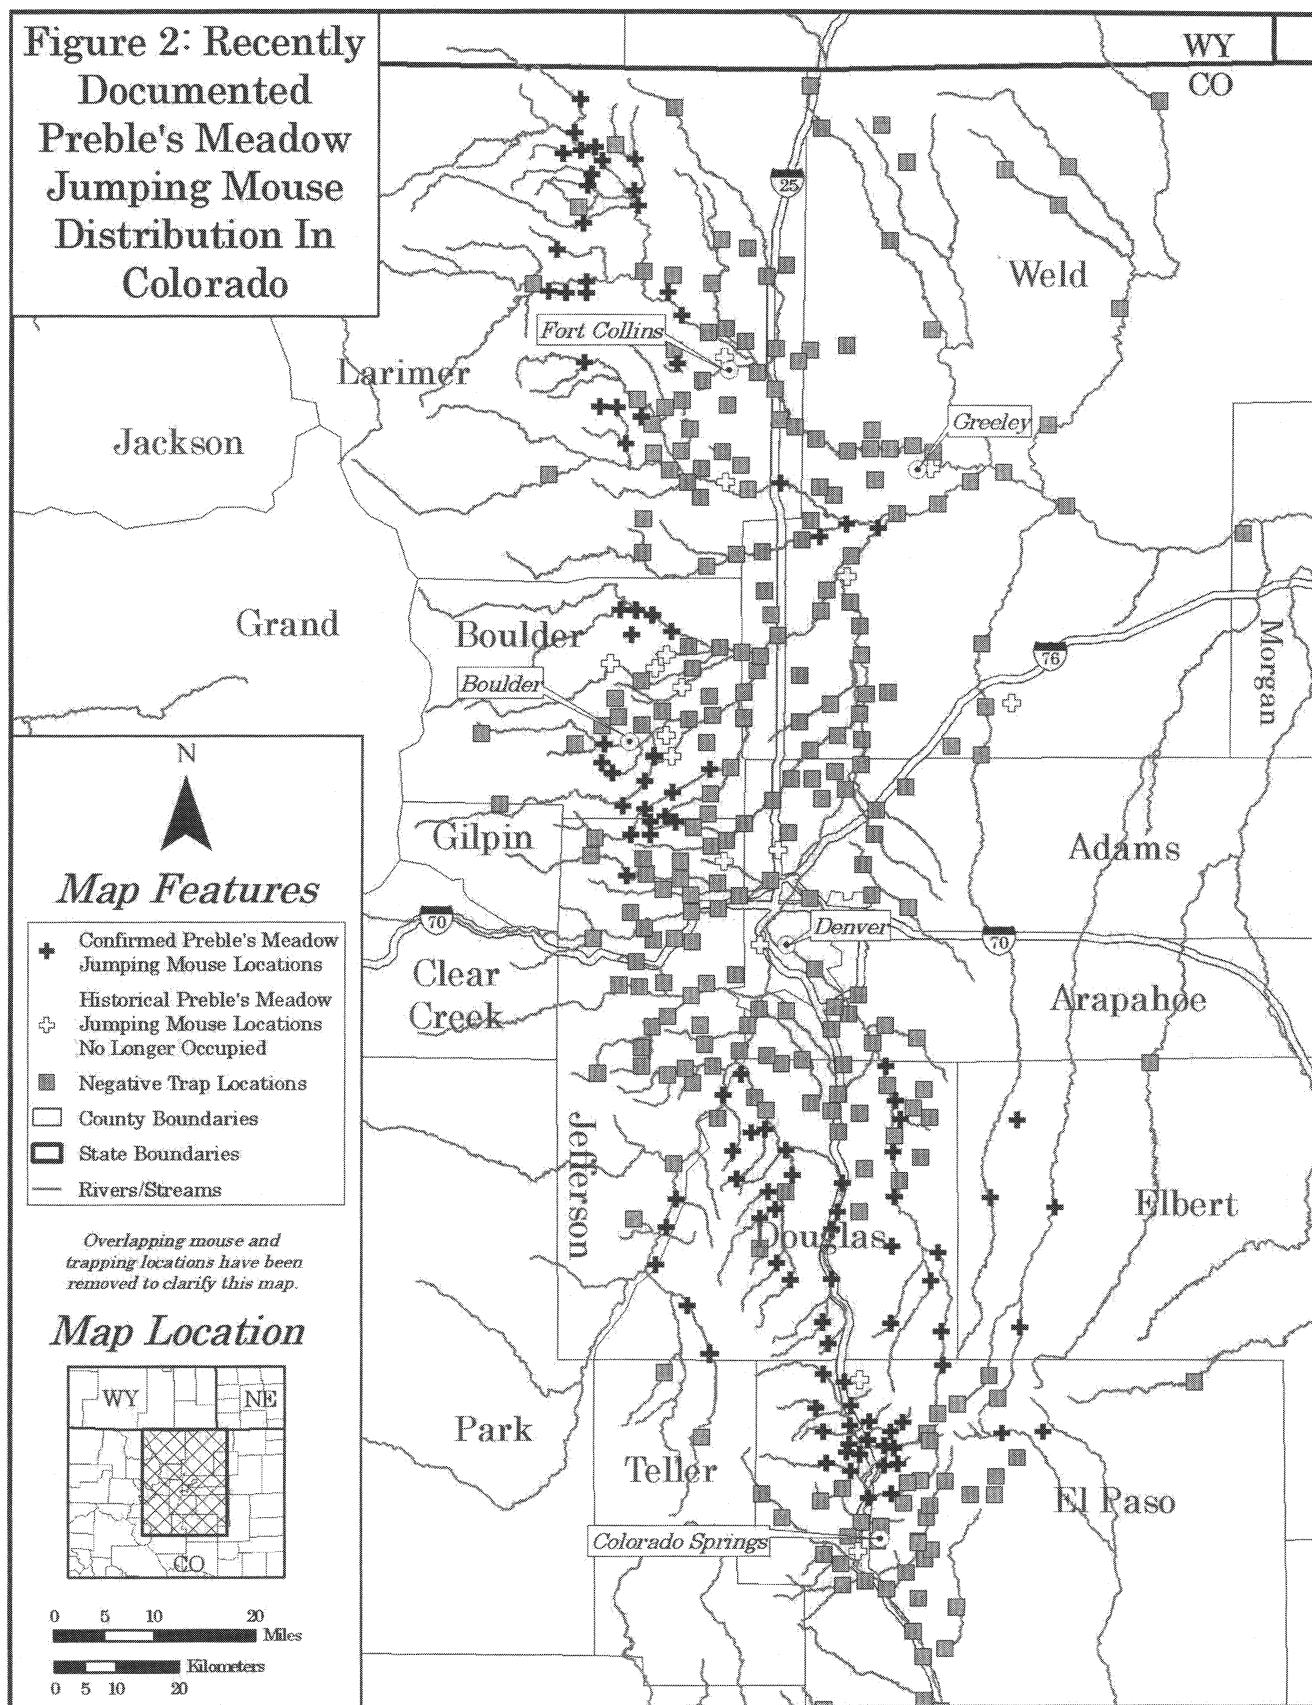 Figure 2: Recently
Documented
Preble's Meadow
Jumping Mouse
Distribution In
Colorado
WY
CO
25
Weld
Fort Collins
Larimer
Greeley
Jackson
Grand
Boulder
76
Morgan
Boulder
N
Gilpin
Adams
Map Features
70
Denver
70
Confirmed Preble's Meadow
Jumping Mouse Locations
Historical Preble's Meadow
Jumping Mouse Locations
No Longer Occupied
Negative Trap Locations
County Boundaries
State Boundaries
Rivers/Streams
Clear
Creek
Arapahoe
Jefferson
Elbert
Douglas
Overlapping mouse and
trapping locations have been
removed to clarify this map.
Map Location
WY
NE
CO
Park
Teller
El Paso
Colorado Springs
0 5 10 20
Miles
Kilometers
0 5 10 20